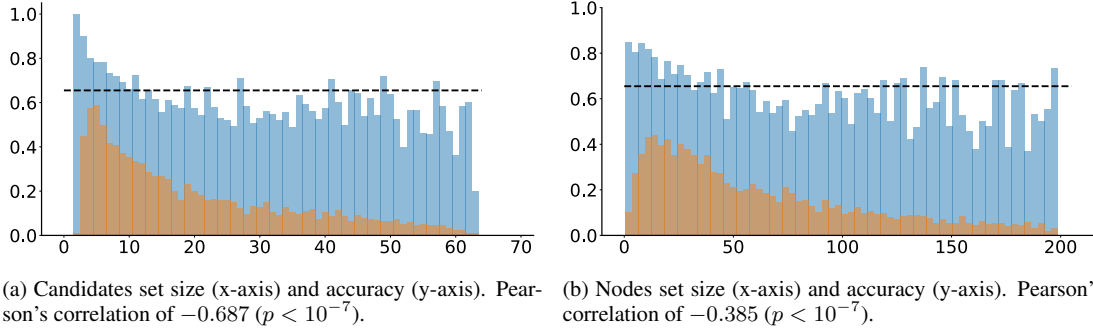 1.0
0.8
0.6
0.4
0.2
0.0
0 10 20 30 40 50 60 70
1.0
0.8
0.6
0.4
0.2
0.0
0 50 100 150 200
(a) Candidates set size (x-axis) and accuracy (y-axis). Pear-
son's correlation of −0.687 (p < 10⁻⁷).
(b) Nodes set size (x-axis) and accuracy (y-axis). Pearson'
correlation of −0.385 (p < 10⁻⁷).